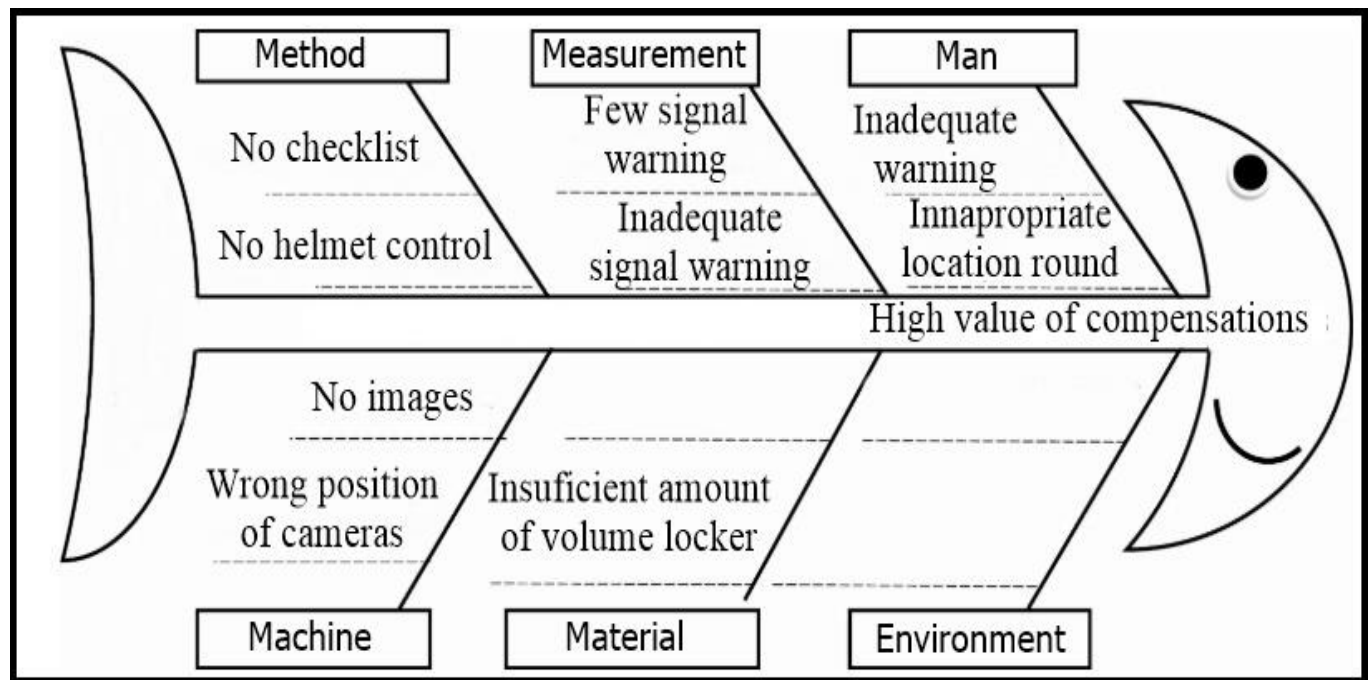 Method
Measurement
Man
No checklist
Few signal
warning
Inadequate
warning
No helmet control
Inadequate
signal warning
Innapropriate
location round
High value of compensations
No images
Wrong position
of cameras
Insuficient amount
of volume locker
Machine
Material
Environment